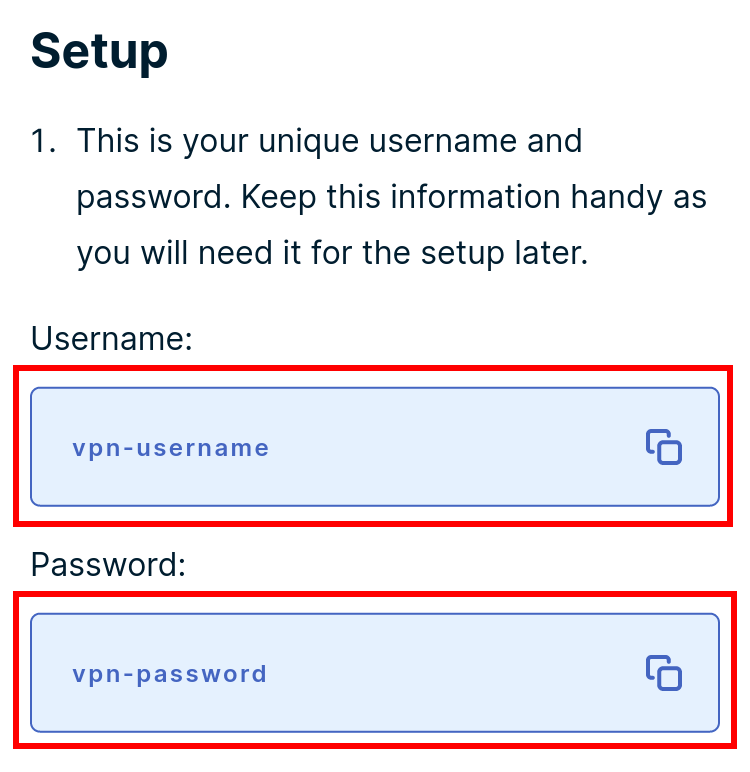 Setup
1. This is your unique username and
password. Keep this information handy as
you will need it for the setup later.
Username:
vpn-username
Password:
vpn-password